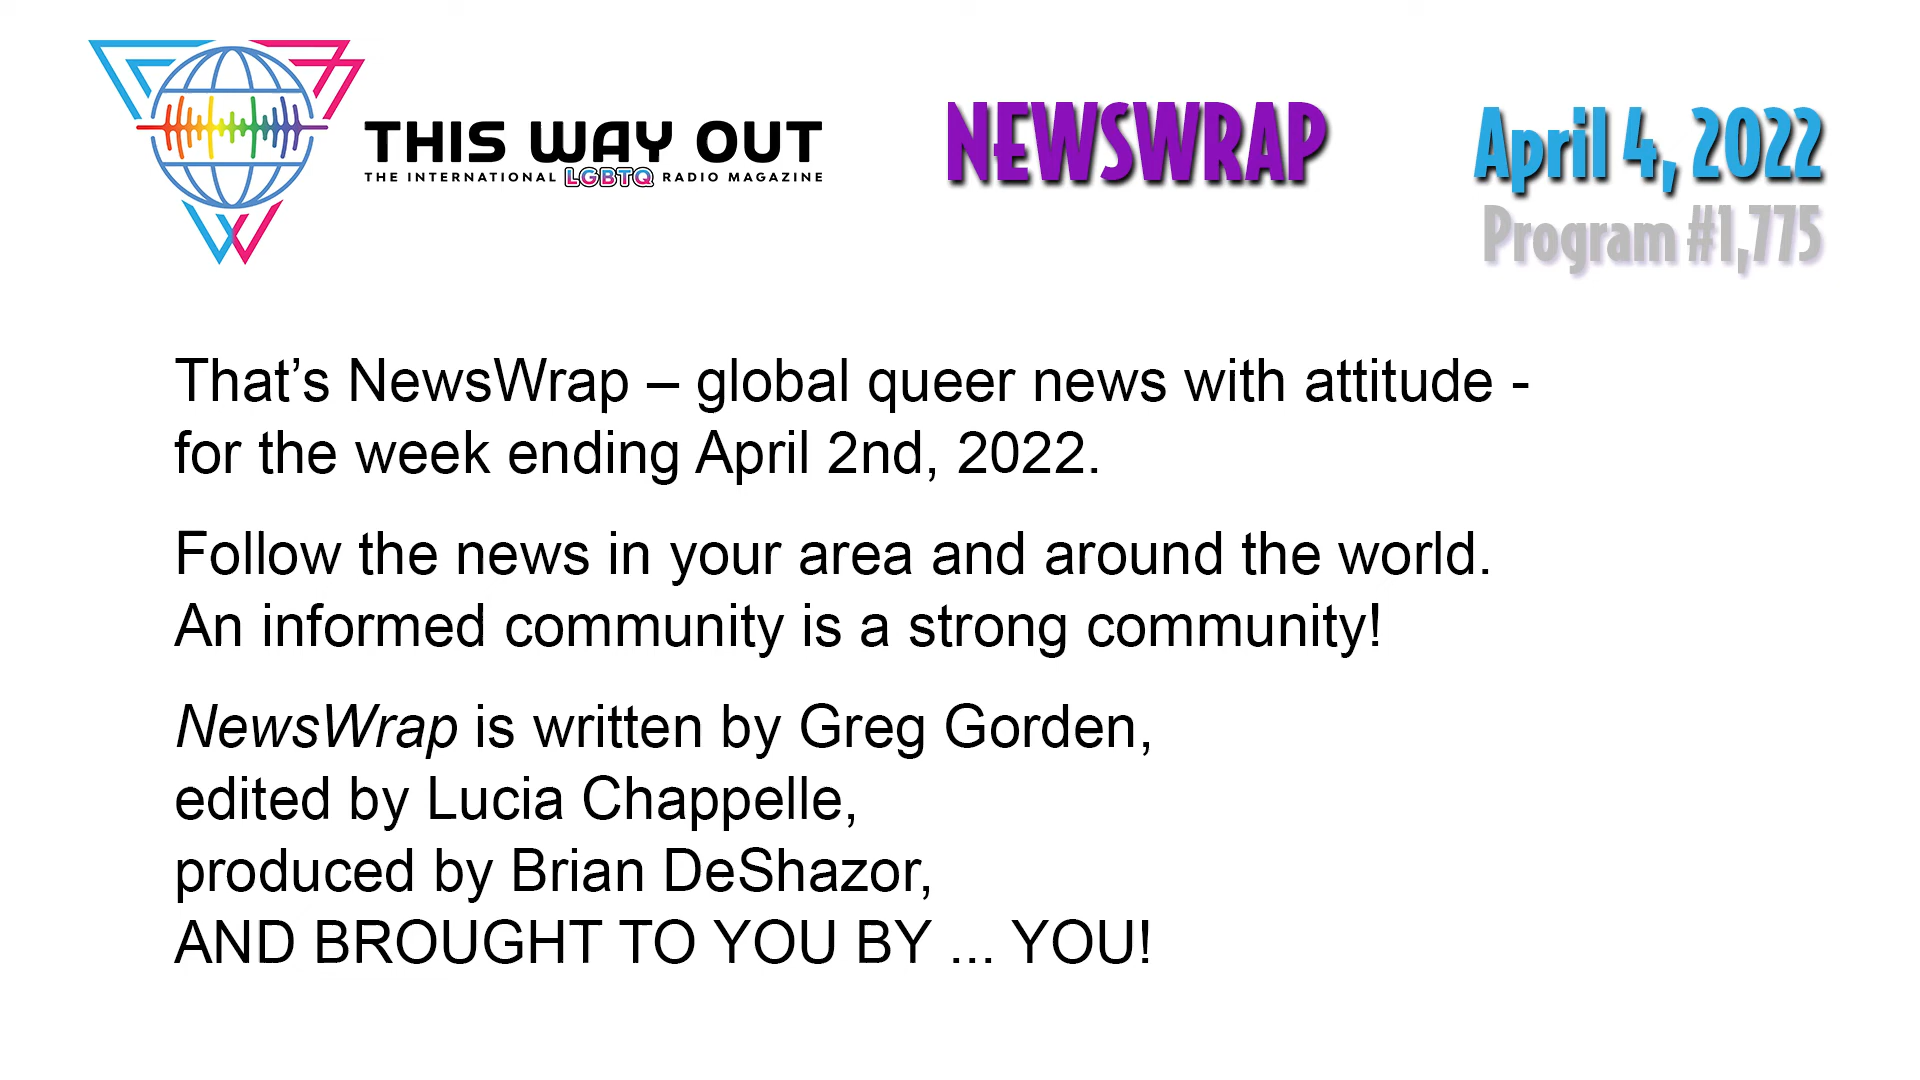 THIS WAY OUT
THE INTERNATIONAL LGBTQ RADIO MAGAZINE
NEWSWRAP
April 4, 2022
Program #1,775
That’s NewsWrap – global queer news with attitude -
for the week ending April 2nd, 2022.
Follow the news in your area and around the world.
An informed community is a strong community!
NewsWrap is written by Greg Gorden,
edited by Lucia Chappelle,
produced by Brian DeShazor,
AND BROUGHT TO YOU BY ... YOU!